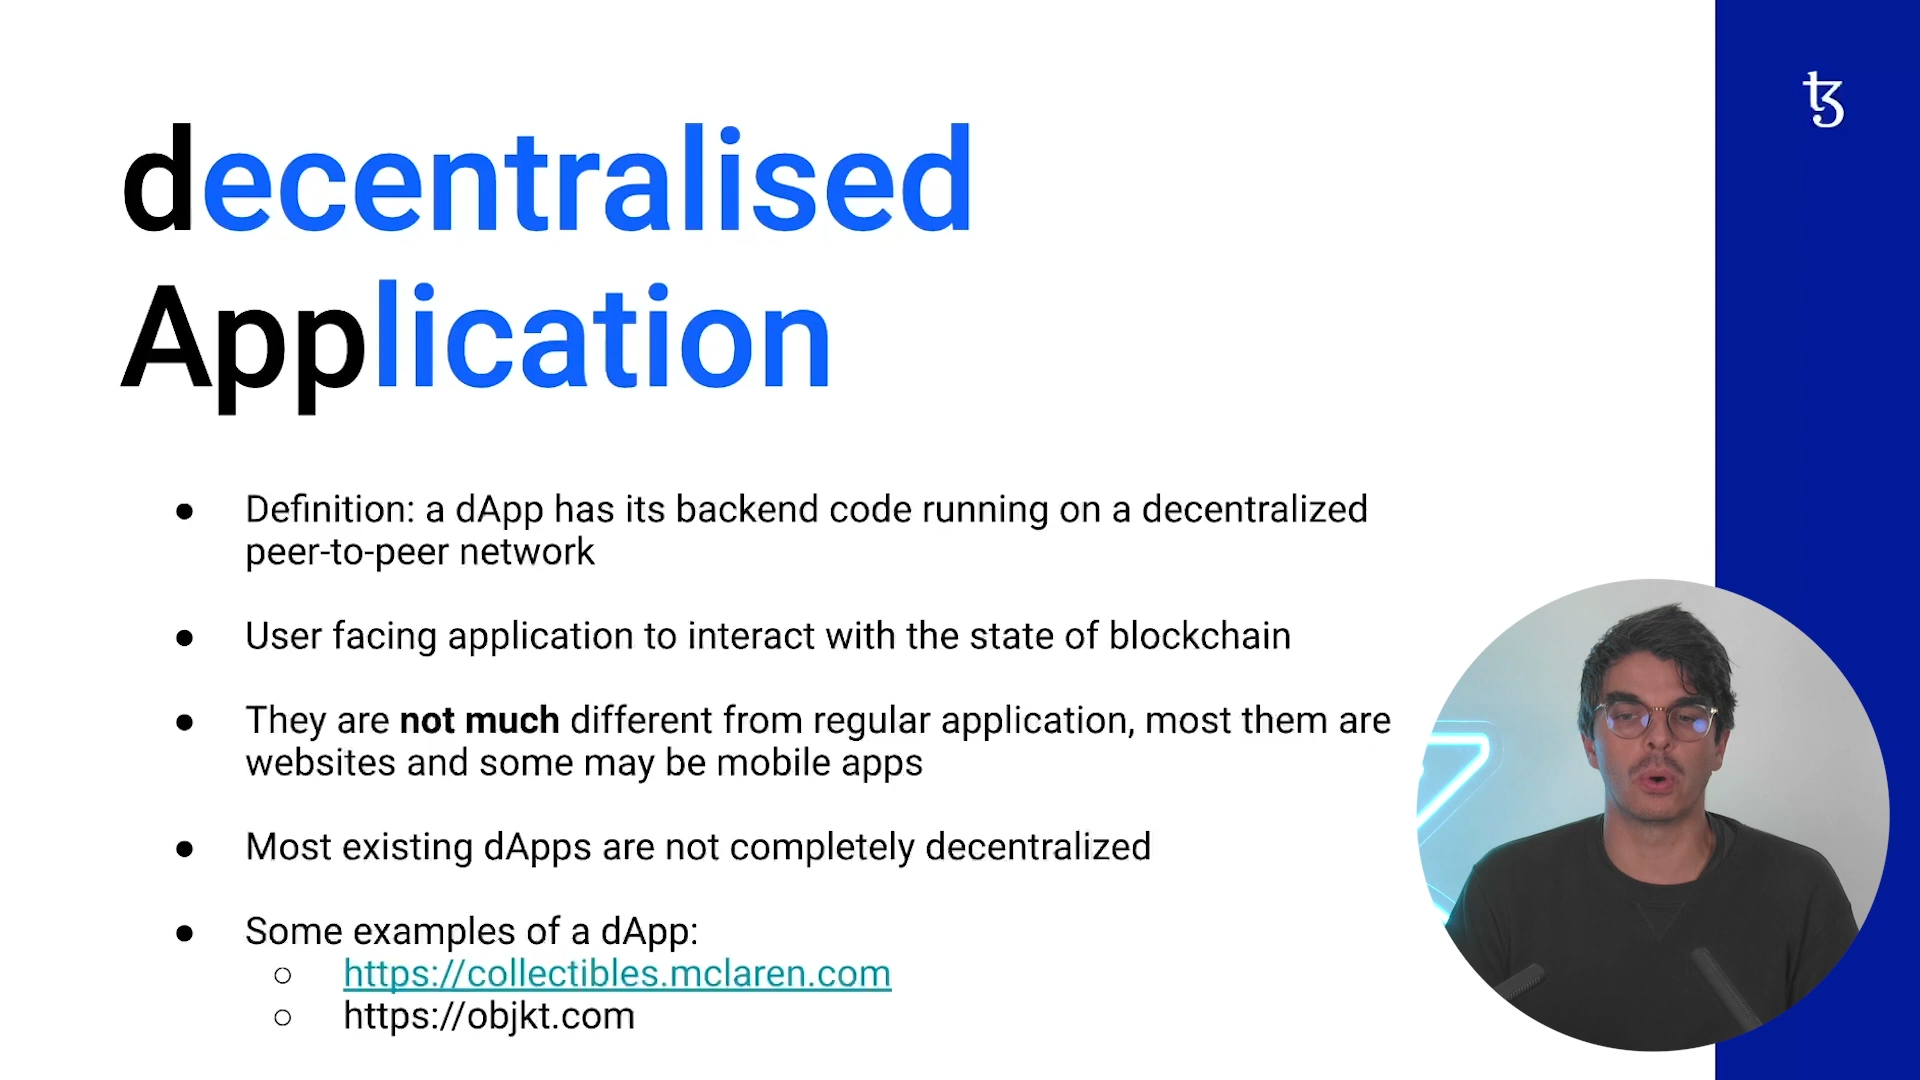 decentralised
Application
● Definition: a dApp has its backend code running on a decentralized
peer-to-peer network
● User facing application to interact with the state of blockchain
● They are not much different from regular application, most them are
websites and some may be mobile apps
● Most existing dApps are not completely decentralized
● Some examples of a dApp:
○ https://collectibles.mclaren.com
○ https://objkt.com